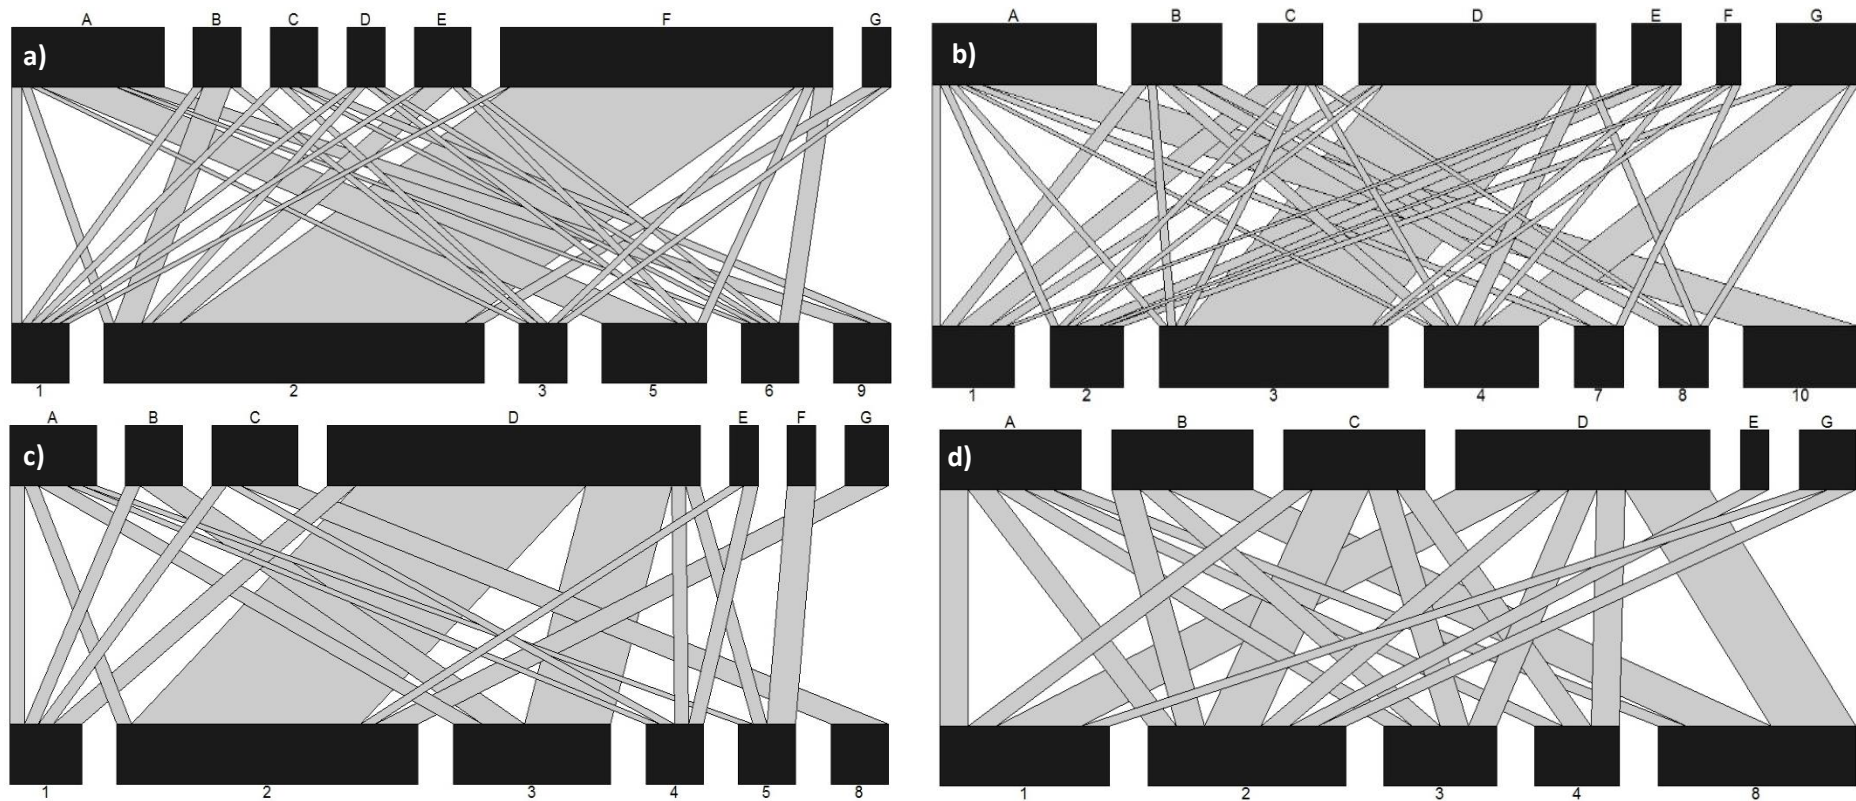 A B C D E F G
a)
1 2 3 5 6 9
A B C D E F G
b)
1 2 3 4 7 8 10
A B C D E F G
c)
1 2 3 4 5 8
A B C D E G
d)
1 2 3 4 8